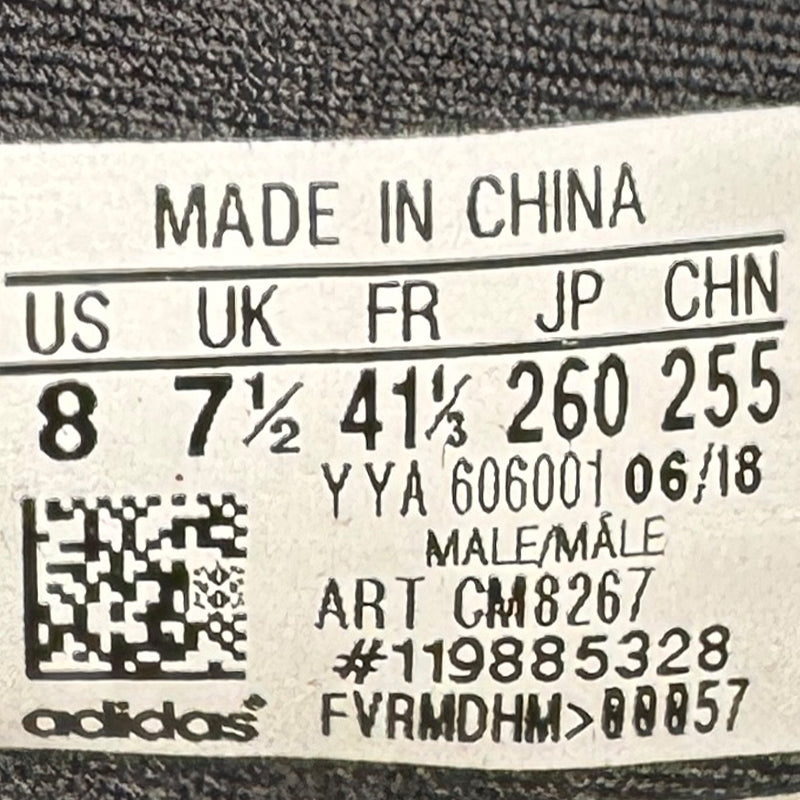 MADE IN CHINA
US UK FR JP CHN
8 7½ 41⅓ 260 255
YYA 606001 06/18
MALE/MÂLE
ART CM8267
#119885328
FVRMDHM>00057
adidas